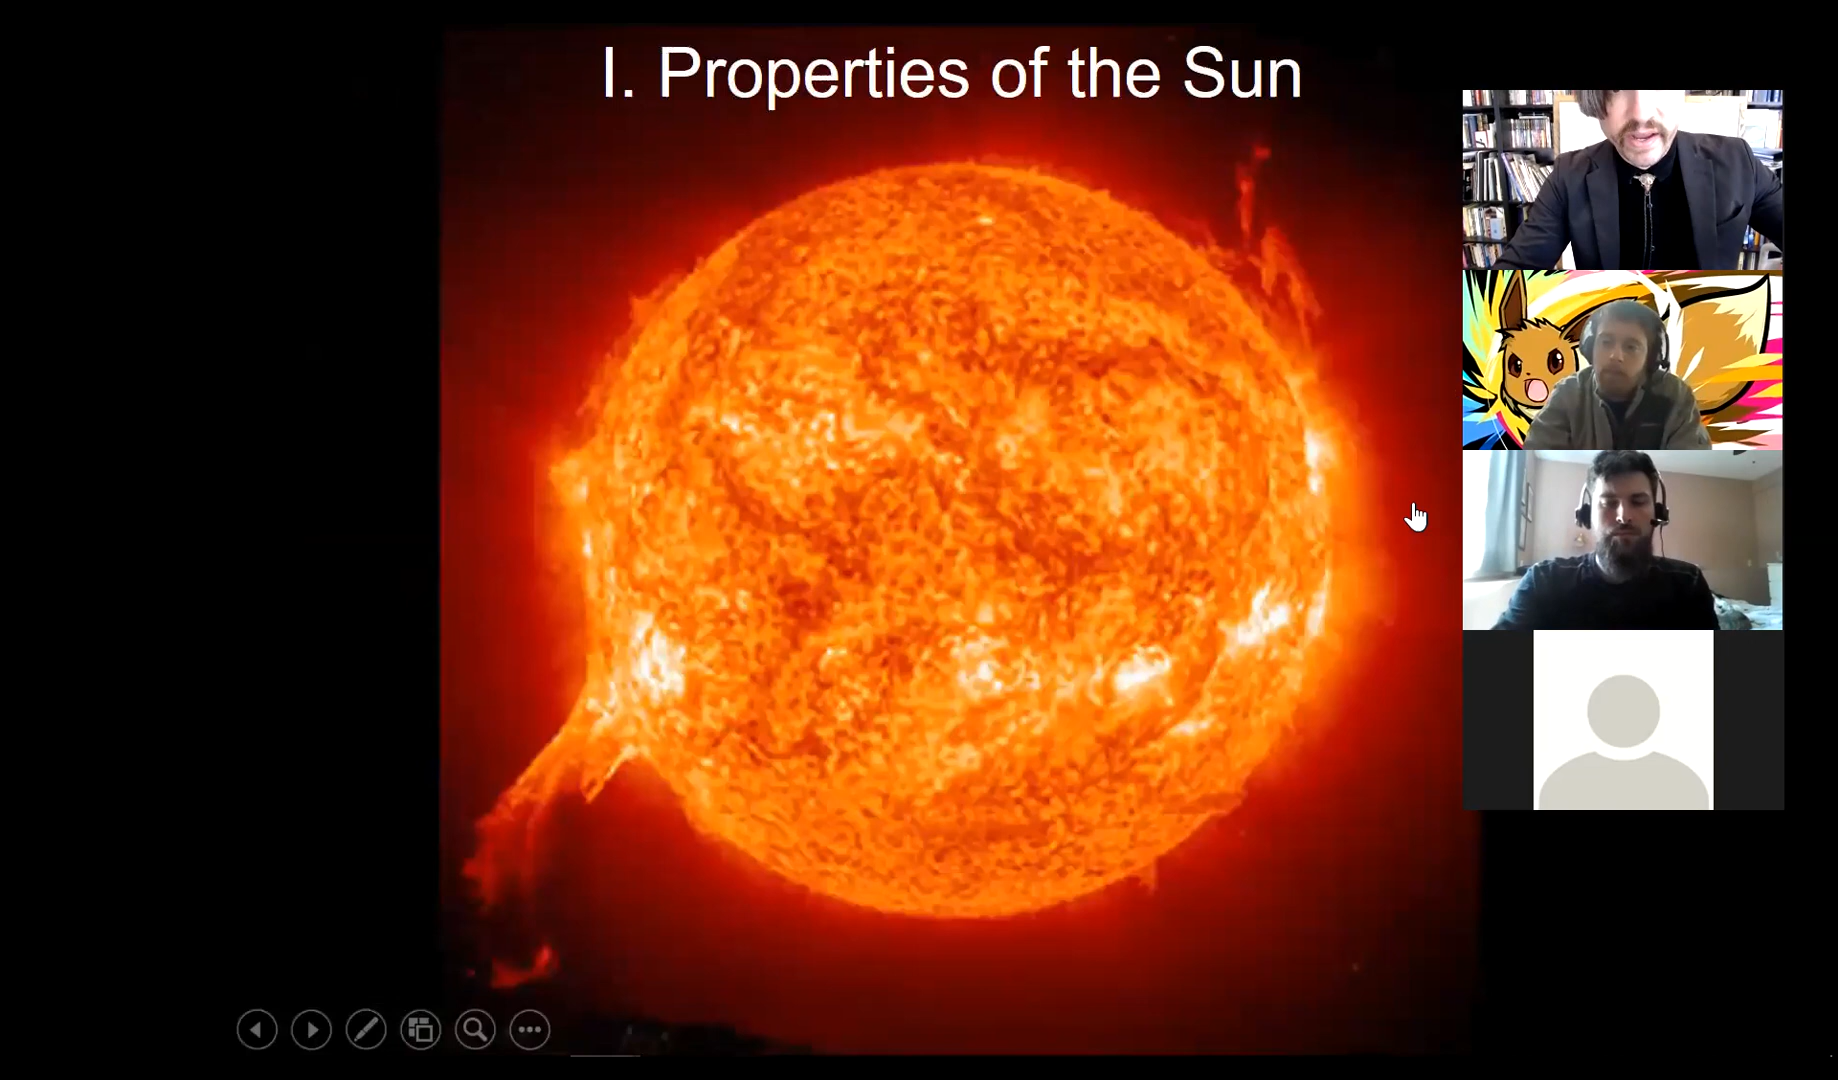 I. Properties of the Sun